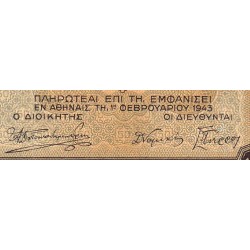 ΠΛΗΡΩΤΕΑΙ ΕΠΙ ΤΗ ΕΜΦΑΝΙΣΕΙ
ΕΝ ΑΘΗΝΑΙΣ ΤΗ, 1Η ΦΕΒΡΟΥΑΡΙΟΥ 1943
Ο ΔΙΟΙΚΗΤΗΣ ΟΙ ΔΙΕΥΘΥΝΤΑΙ